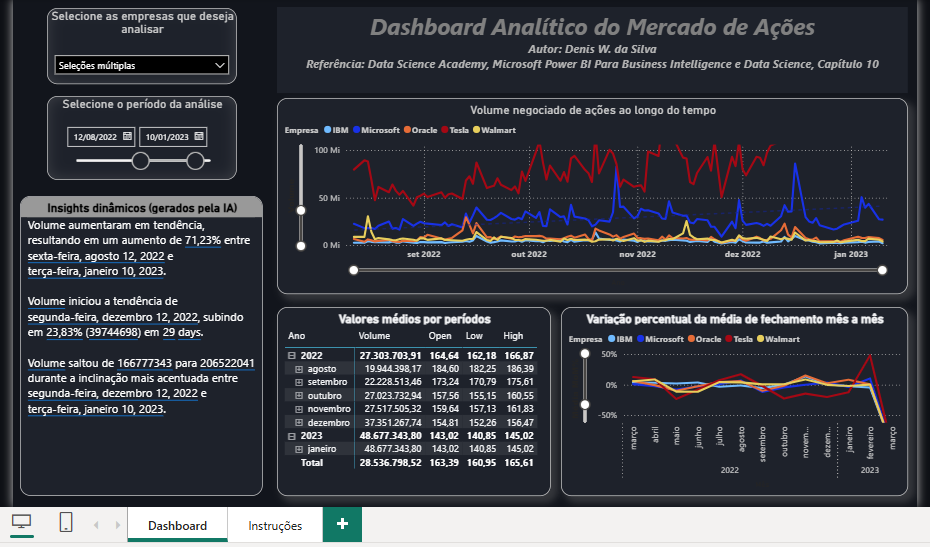 Selecione as empresas que deseja
analisar
Seleções múltiplas
Selecione o período da análise
12/08/2022
10/01/2023
Insights dinâmicos (gerados pela IA)
Volume aumentaram em tendência,
resultando em um aumento de 71,23% entre
sexta-feira, agosto 12, 2022 e
terça-feira, janeiro 10, 2023.
Volume iniciou a tendência de
segunda-feira, dezembro 12, 2022, subindo
em 23,83% (39744698) em 29 days.
Volume saltou de 166777343 para 206522041
durante a inclinação mais acentuada entre
segunda-feira, dezembro 12, 2022 e
terça-feira, janeiro 10, 2023.
Dashboard Analítico do Mercado de Ações
Autor: Denis W. da Silva
Referência: Data Science Academy, Microsoft Power BI Para Business Intelligence e Data Science, Capítulo 10
Volume negociado de ações ao longo do tempo
Empresa IBM Microsoft Oracle Tesla Walmart
100 Mi
50 Mi
0 Mi
set 2022 out 2022 nov 2022 dez 2022 jan 2023
Valores médios por períodos
Ano Volume Open Low High
2022 27.303.703,91 164,64 162,18 166,87
agosto 19.944.398,17 184,60 182,25 186,39
setembro 22.228.513,46 173,24 170,79 175,61
outubro 27.023.732,94 157,56 155,15 160,55
novembro 27.517.505,32 159,64 157,13 161,83
dezembro 37.351.267,74 154,81 152,26 156,47
2023 48.677.343,80 143,02 140,85 145,02
janeiro 48.677.343,80 143,02 140,85 145,02
Total 28.536.798,52 163,39 160,95 165,61
Variação percentual da média de fechamento mês a mês
Empresa IBM Microsoft Oracle Tesla Walmart
50%
0%
-50%
março abril maio junho julho agosto setembro outubro novem... dezem... janeiro fevereiro março
2022 2023
Dashboard Instruções +